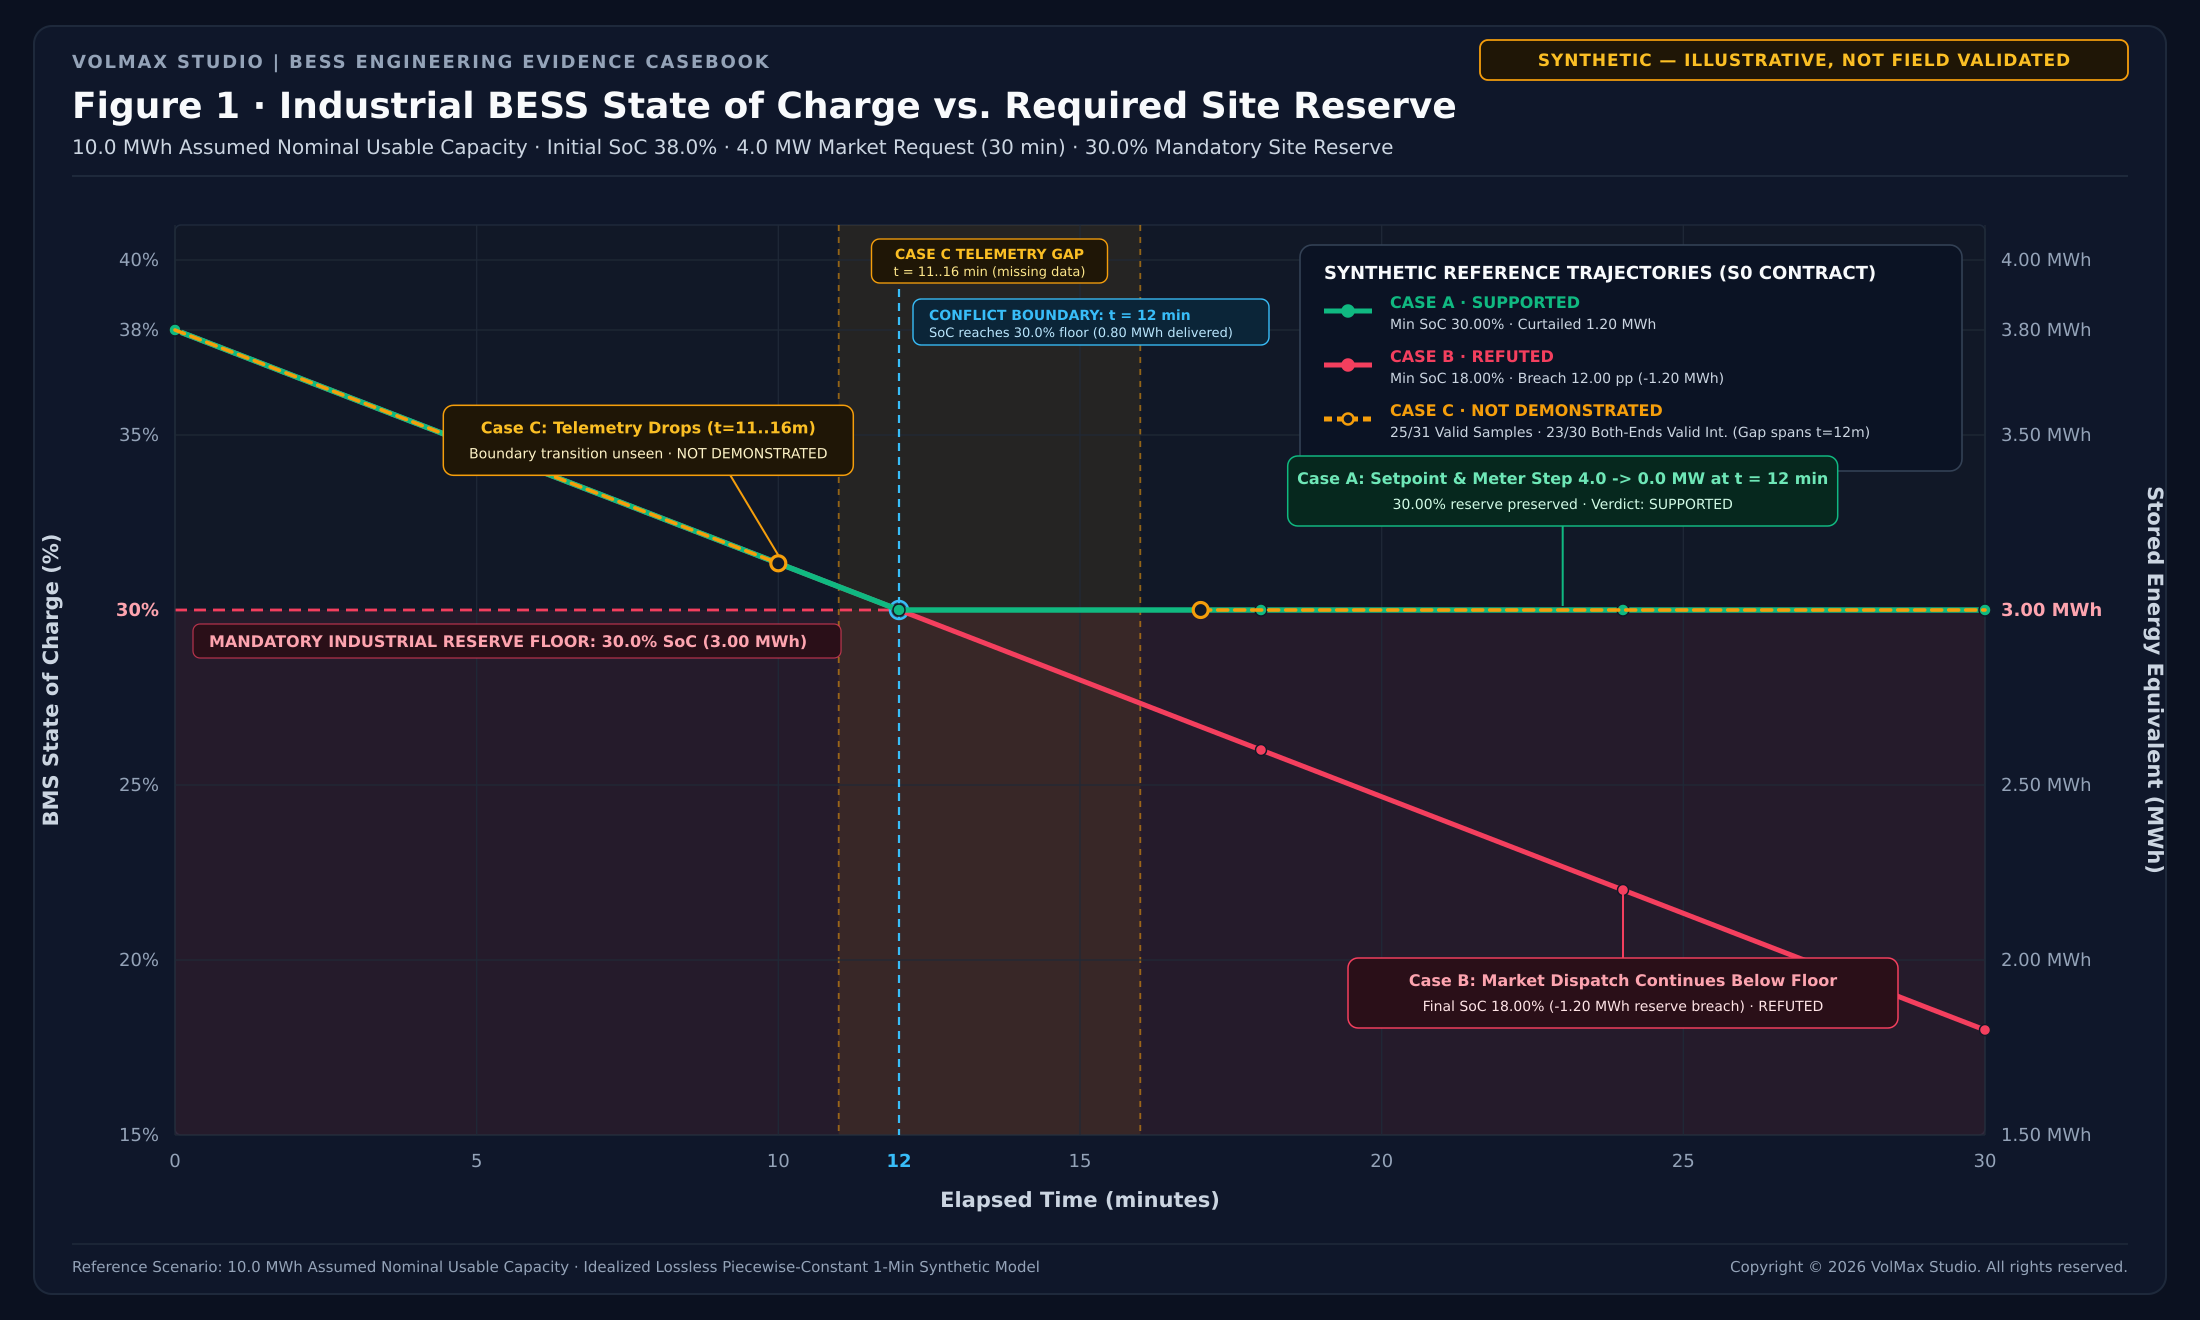 VOLMAX STUDIO | BESS ENGINEERING EVIDENCE CASEBOOK
SYNTHETIC — ILLUSTRATIVE, NOT FIELD VALIDATED
Figure 1 · Industrial BESS State of Charge vs. Required Site Reserve
10.0 MWh Assumed Nominal Usable Capacity · Initial SoC 38.0% · 4.0 MW Market Request (30 min) · 30.0% Mandatory Site Reserve
BMS State of Charge (%)
40%
38%
35%
30%
25%
20%
15%
CASE C TELEMETRY GAP
t = 11..16 min (missing data)
CONFLICT BOUNDARY: t = 12 min
SoC reaches 30.0% floor (0.80 MWh delivered)
SYNTHETIC REFERENCE TRAJECTORIES (S0 CONTRACT)
CASE A · SUPPORTED
Min SoC 30.00% · Curtailed 1.20 MWh
CASE B · REFUTED
Min SoC 18.00% · Breach 12.00 pp (-1.20 MWh)
CASE C · NOT DEMONSTRATED
25/31 Valid Samples · 23/30 Both-Ends Valid Int. (Gap spans t=12m)
Case C: Telemetry Drops (t=11..16m)
Boundary transition unseen · NOT DEMONSTRATED
Case A: Setpoint & Meter Step 4.0 -> 0.0 MW at t = 12 min
30.00% reserve preserved · Verdict: SUPPORTED
MANDATORY INDUSTRIAL RESERVE FLOOR: 30.0% SoC (3.00 MWh)
Case B: Market Dispatch Continues Below Floor
Final SoC 18.00% (-1.20 MWh reserve breach) · REFUTED
4.00 MWh
3.80 MWh
3.50 MWh
3.00 MWh
2.50 MWh
2.00 MWh
1.50 MWh
Stored Energy Equivalent (MWh)
0
5
10
12
15
20
25
30
Elapsed Time (minutes)
Reference Scenario: 10.0 MWh Assumed Nominal Usable Capacity · Idealized Lossless Piecewise-Constant 1-Min Synthetic Model
Copyright © 2026 VolMax Studio. All rights reserved.